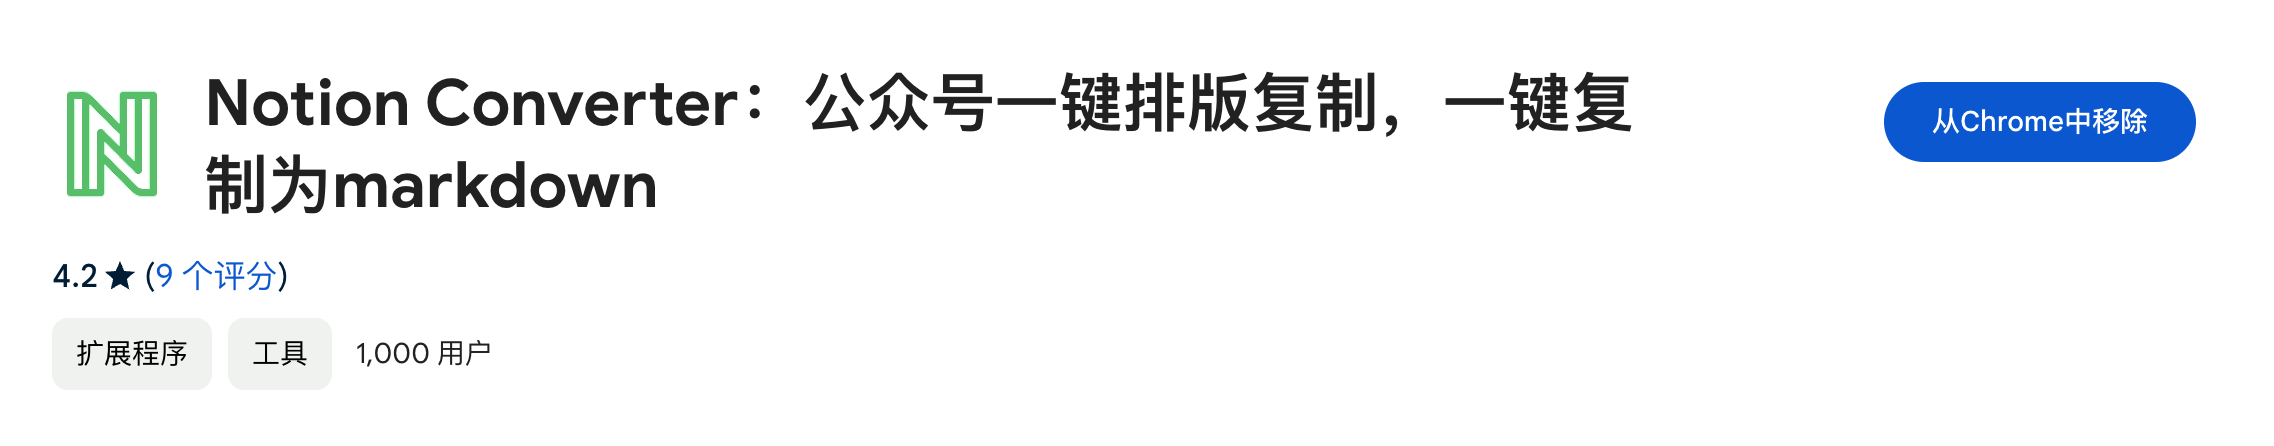 Notion Converter：公众号一键排版复制，一键复
制为markdown
从Chrome中移除
4.2 ★ (9 个评分)
扩展程序 工具 1,000 用户